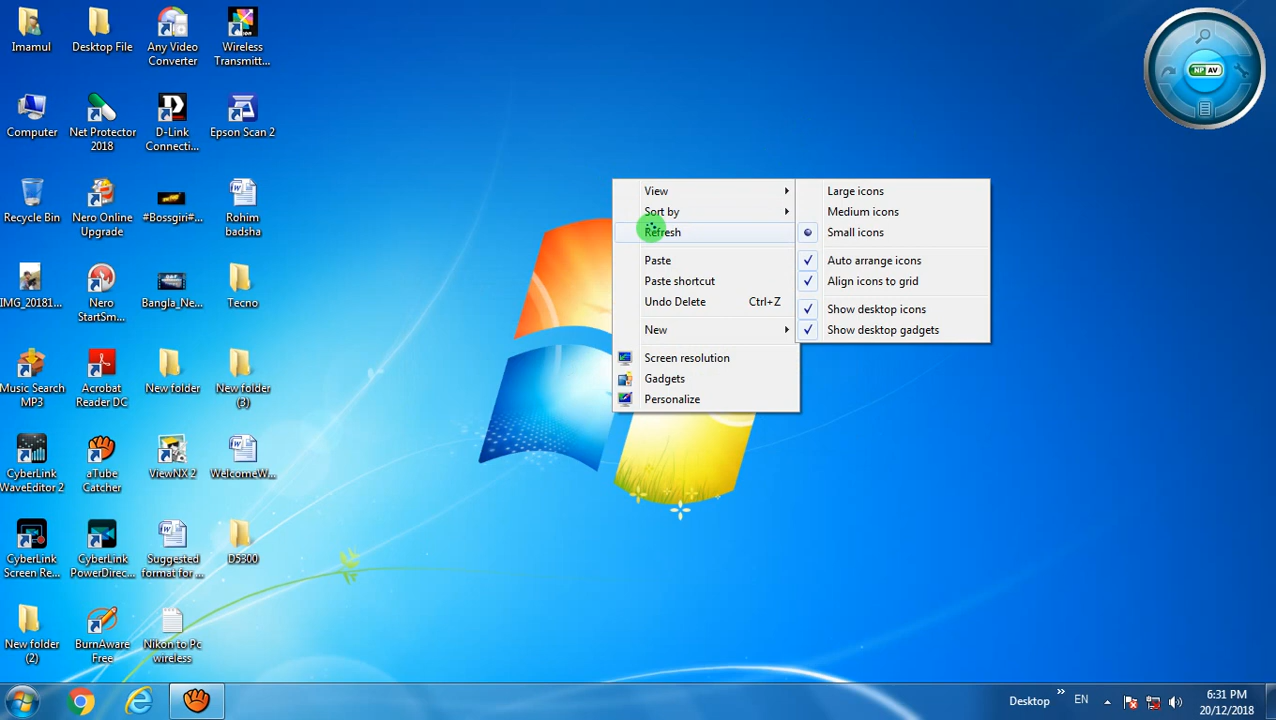 Imamul
Desktop File
Any Video
Converter
Wireless
Transmitt...
Computer
Net Protector
2018
D-Link
Connecti...
Epson Scan 2
Recycle Bin
Nero Online
Upgrade
#Bossgiri#...
Rohim
badsha
IMG_20181...
Nero
StartSm...
Bangla_Ne...
Tecno
Music Search
MP3
Acrobat
Reader DC
New folder
New folder
(3)
CyberLink
WaveEditor 2
aTube
Catcher
ViewNX 2
WelcomeW...
CyberLink
Screen Re...
CyberLink
PowerDirec...
Suggested
format for ...
D5300
New folder
(2)
BurnAware
Free
Nikon to Pc
wireless
View
Sort by
Refresh
Paste
Paste shortcut
Undo Delete Ctrl+Z
New
Screen resolution
Gadgets
Personalize
Large icons
Medium icons
Small icons
Auto arrange icons
Align icons to grid
Show desktop icons
Show desktop gadgets
NP AV
Desktop
EN
6:31 PM
20/12/2018